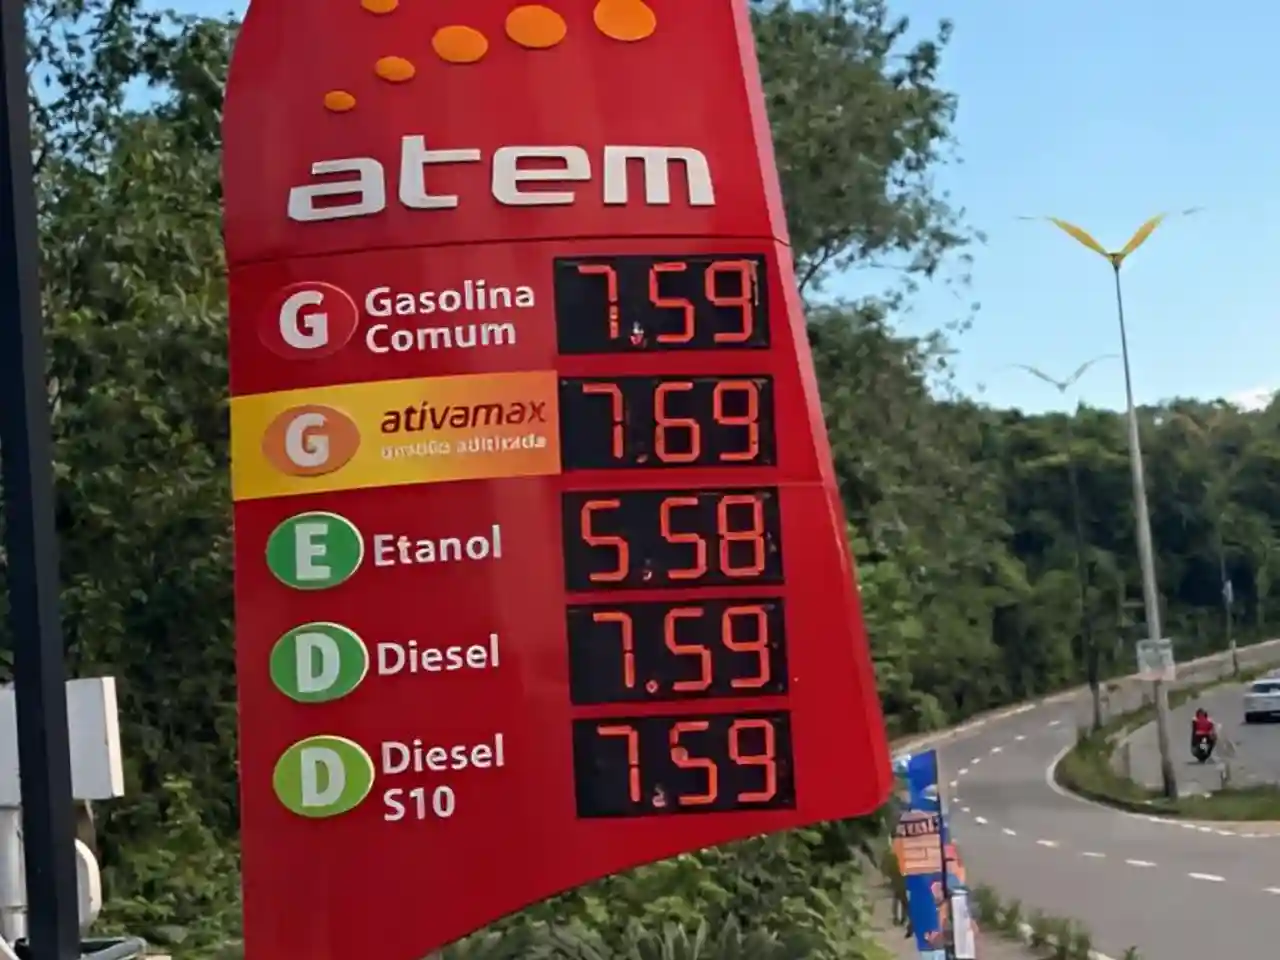 atem
G Gasolina Comum 7.59
G ativamax 7.69
E Etanol 5.58
D Diesel 7.59
D Diesel S10 7.59